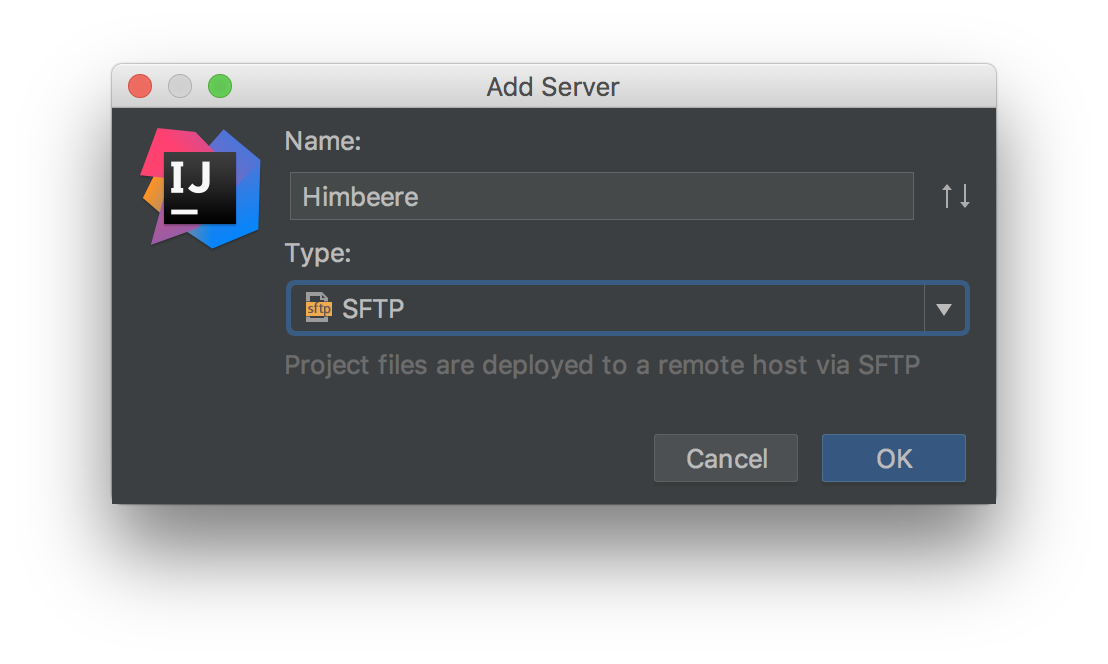 Add Server
IJ
Name:
Himbeere
Type:
sftp SFTP
Project files are deployed to a remote host via SFTP
Cancel OK